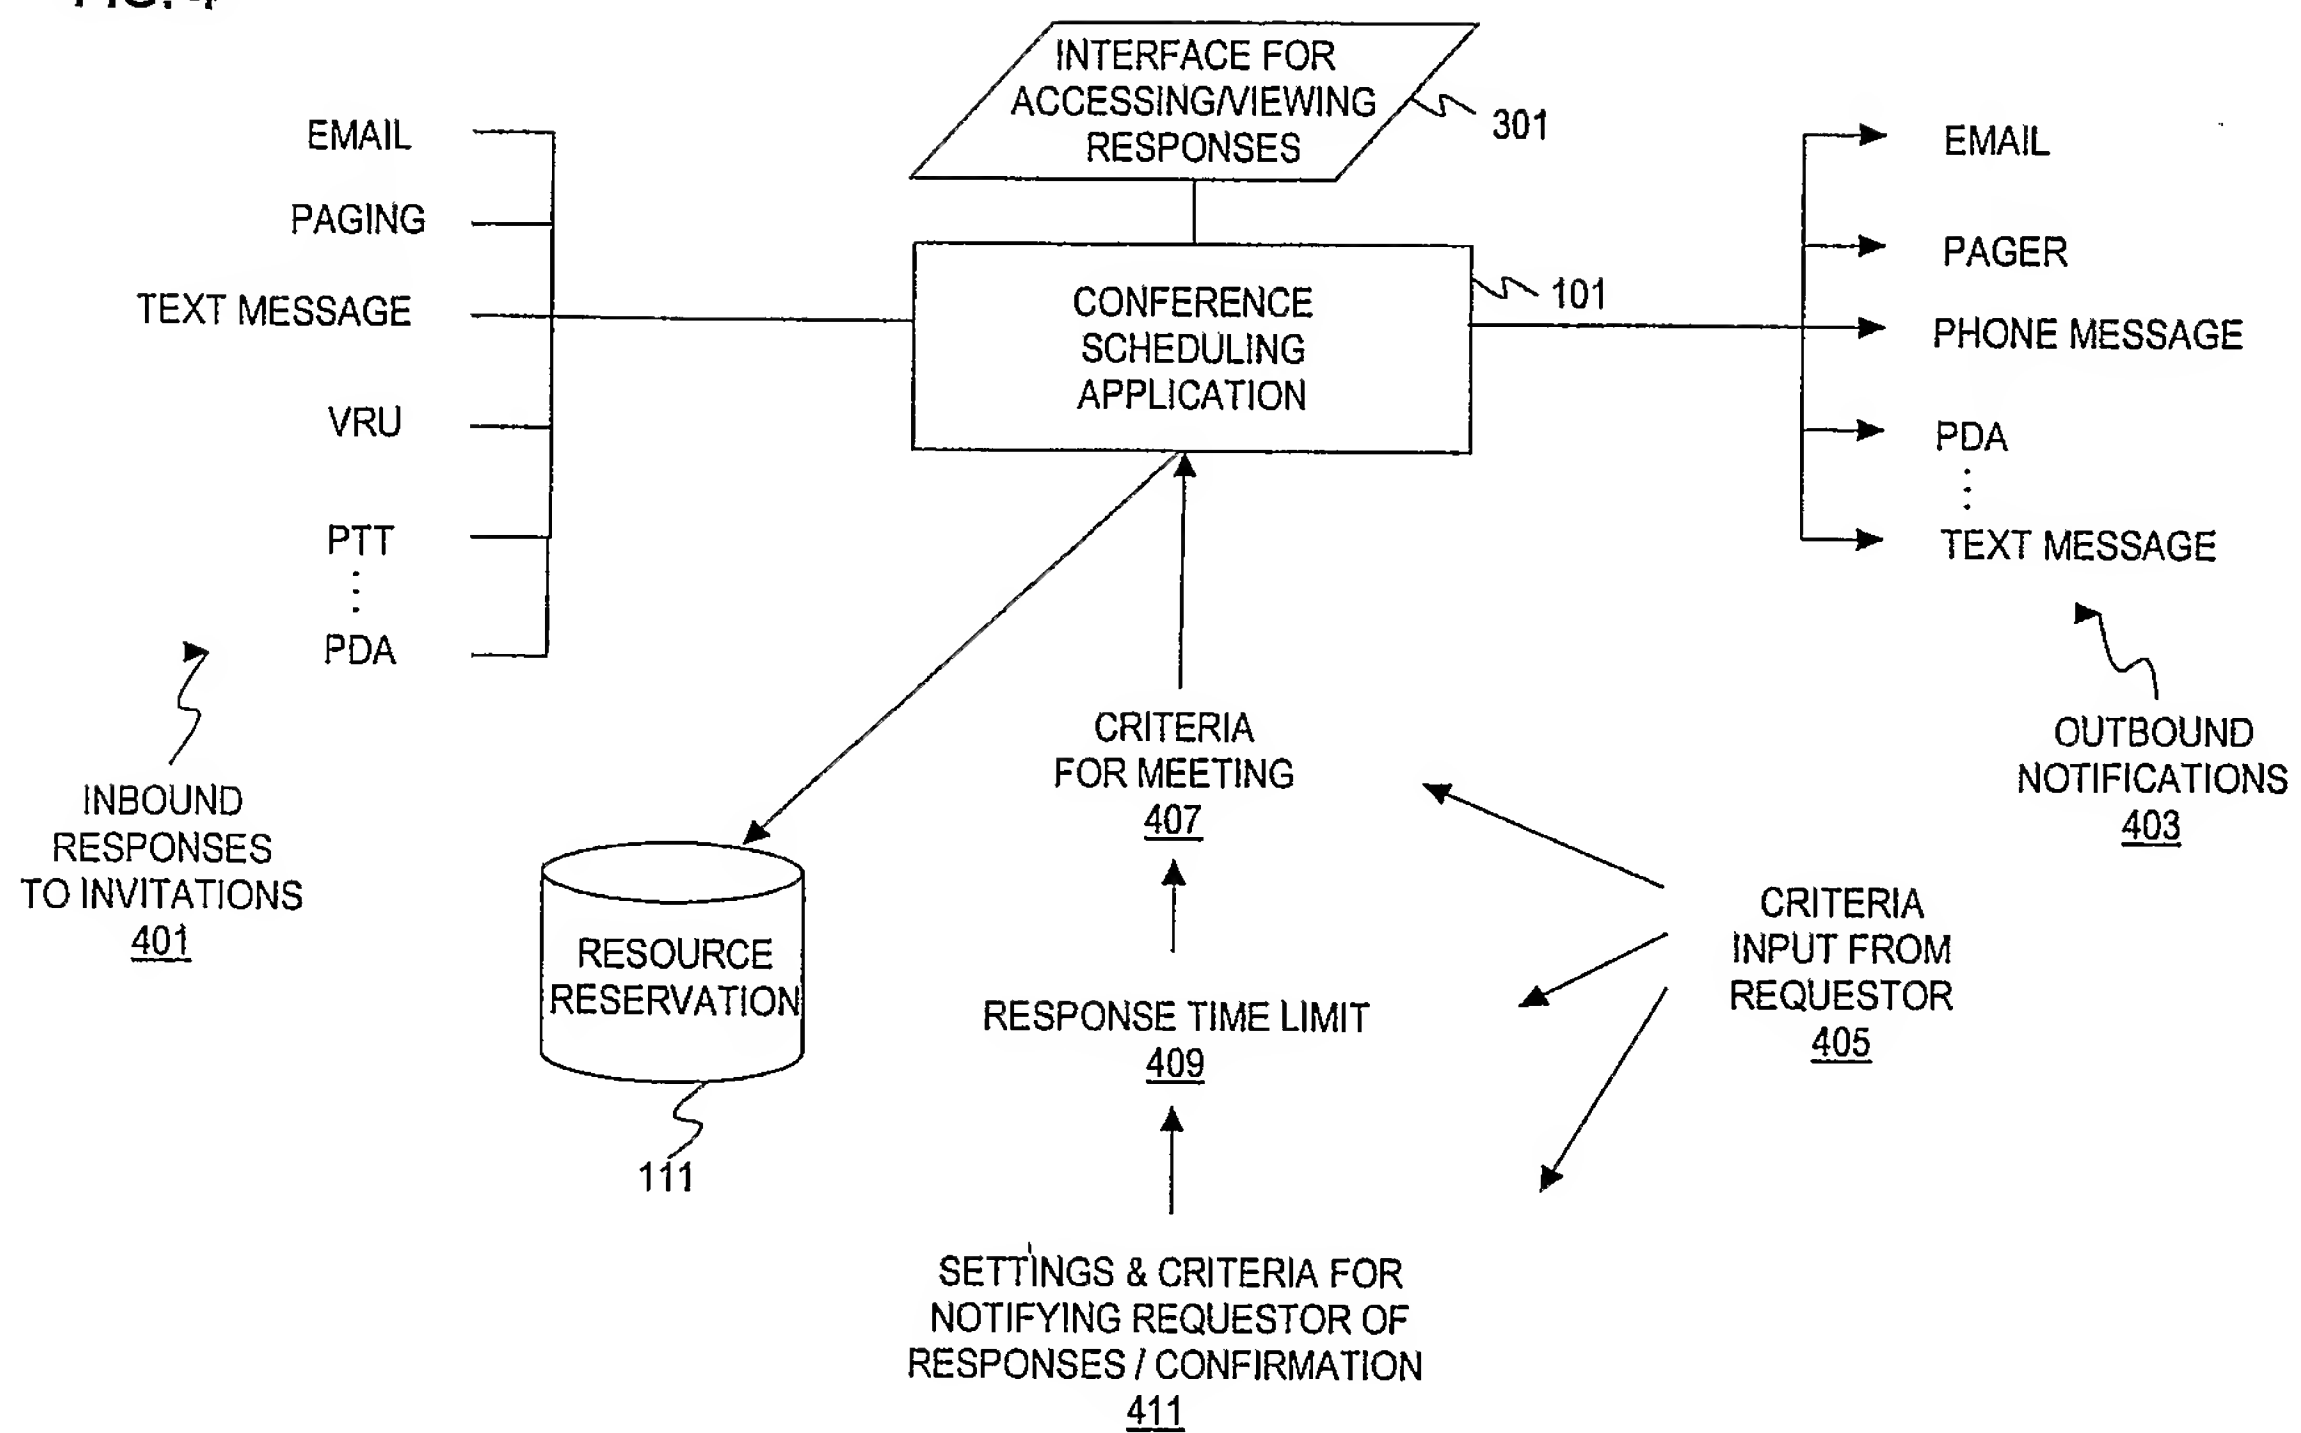 INTERFACE FOR
ACCESSING/VIEWING
RESPONSES
301
EMAIL
PAGING
TEXT MESSAGE
VRU
PTT
PDA
INBOUND
RESPONSES
TO INVITATIONS
401
CONFERENCE
SCHEDULING
APPLICATION
101
EMAIL
PAGER
PHONE MESSAGE
PDA
TEXT MESSAGE
OUTBOUND
NOTIFICATIONS
403
CRITERIA
FOR MEETING
407
RESOURCE
RESERVATION
111
RESPONSE TIME LIMIT
409
CRITERIA
INPUT FROM
REQUESTOR
405
SETTINGS & CRITERIA FOR
NOTIFYING REQUESTOR OF
RESPONSES / CONFIRMATION
411